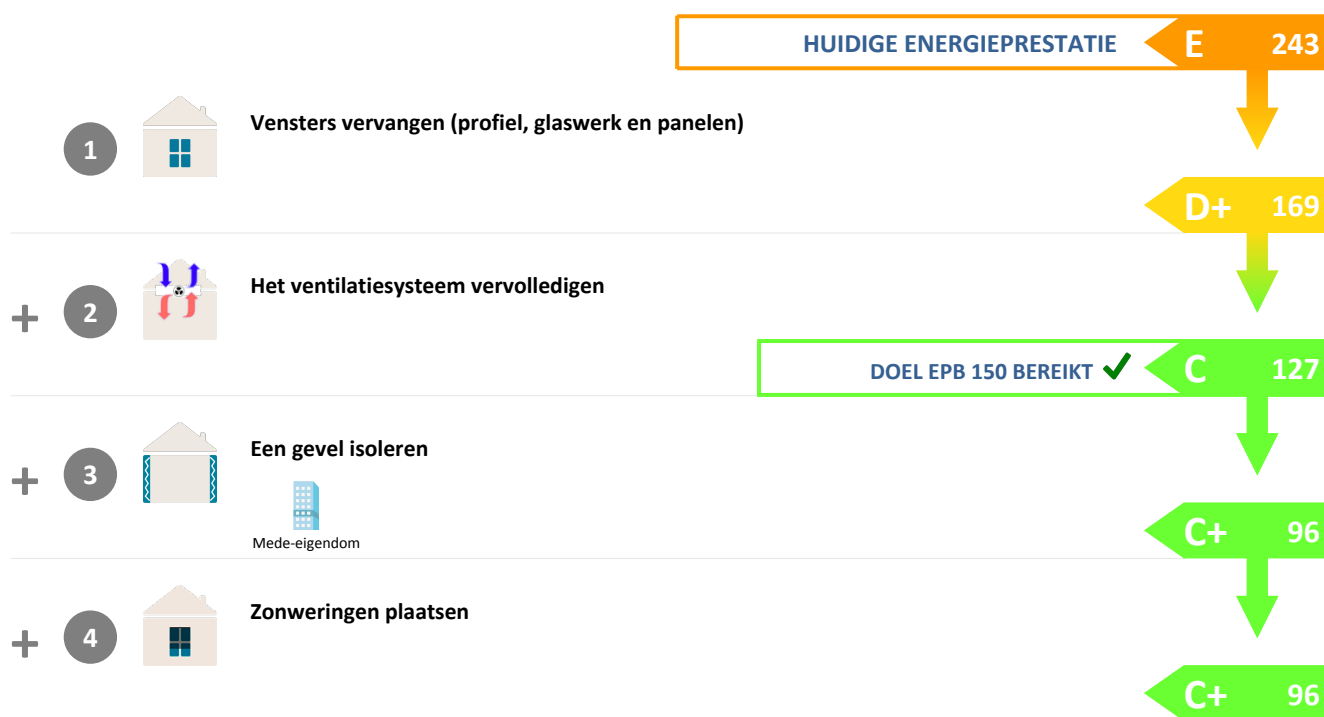 HUIDIGE ENERGIEPRESTATIE E 243
1 Vensters vervangen (profiel, glaswerk en panelen)
D+ 169
+ 2 Het ventilatiesysteem vervolledigen
DOEL EPB 150 BEREIKT ✓ C 127
+ 3 Een gevel isoleren
Mede-eigendom
C+ 96
+ 4 Zonweringen plaatsen
C+ 96